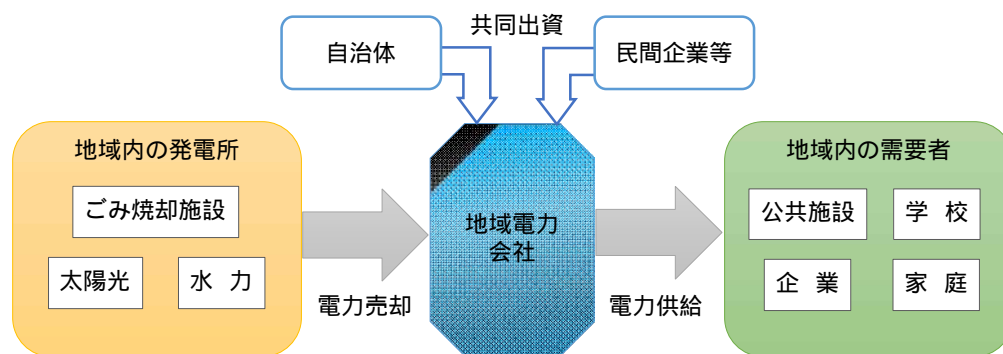 共同出資
自治体
民間企業等
地域内の発電所
ごみ焼却施設
太陽光
水 力
電力売却
地域電力
会社
電力供給
地域内の需要者
公共施設
学 校
企 業
家 庭